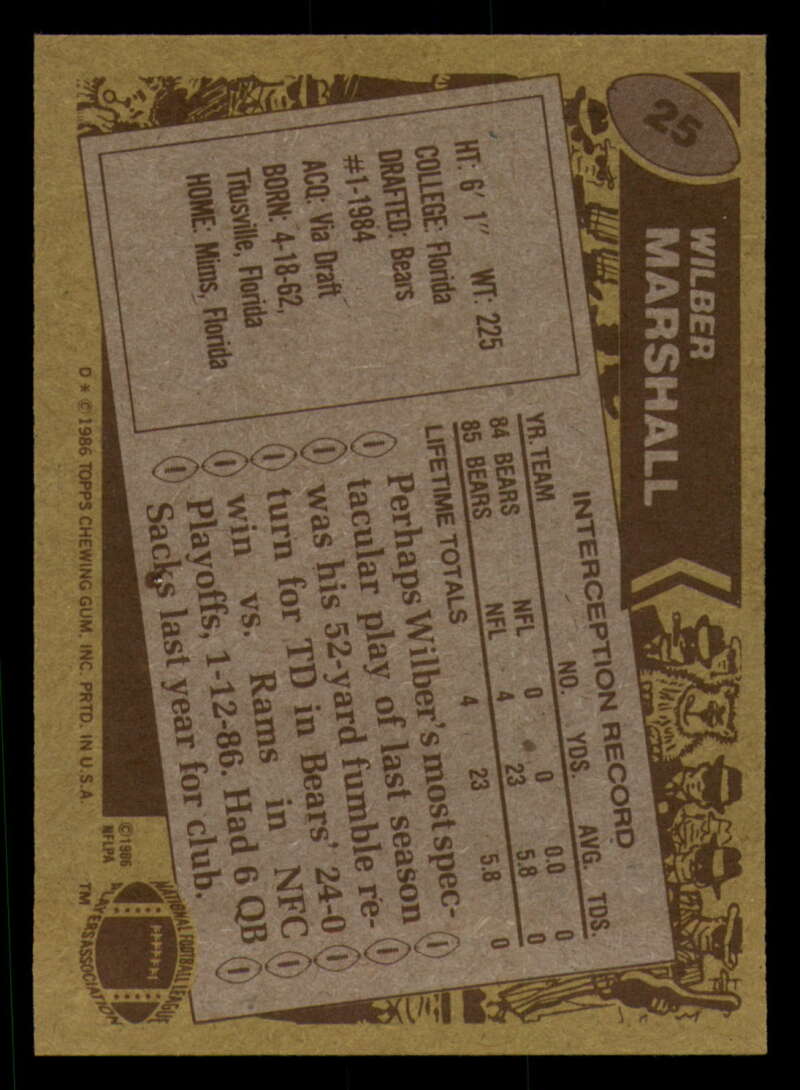 25
WILBER
MARSHALL
HT: 6' 1" WT: 225
COLLEGE: Florida
DRAFTED: Bears
#1-1984
ACQ: Via Draft
BORN: 4-18-62,
Titusville, Florida
HOME: Mims, Florida
INTERCEPTION RECORD
YR. TEAM NO. YDS. AVG. TDS.
84 BEARS NFL 0 0 0.0 0
85 BEARS NFL 4 23 5.8 0
LIFETIME TOTALS 4 23 5.8 0
Perhaps Wilber's most spec-
tacular play of last season
was his 52-yard fumble re-
turn for TD in Bears' 24-0
win vs. Rams in NFC
Playoffs, 1-12-86. Had 6 QB
Sacks last year for club.
D * © 1986 TOPPS CHEWING GUM, INC. PRTD. IN U.S.A.
© 1986
NFLPA
NATIONAL FOOTBALL LEAGUE
PLAYERS ASSOCIATION
TM